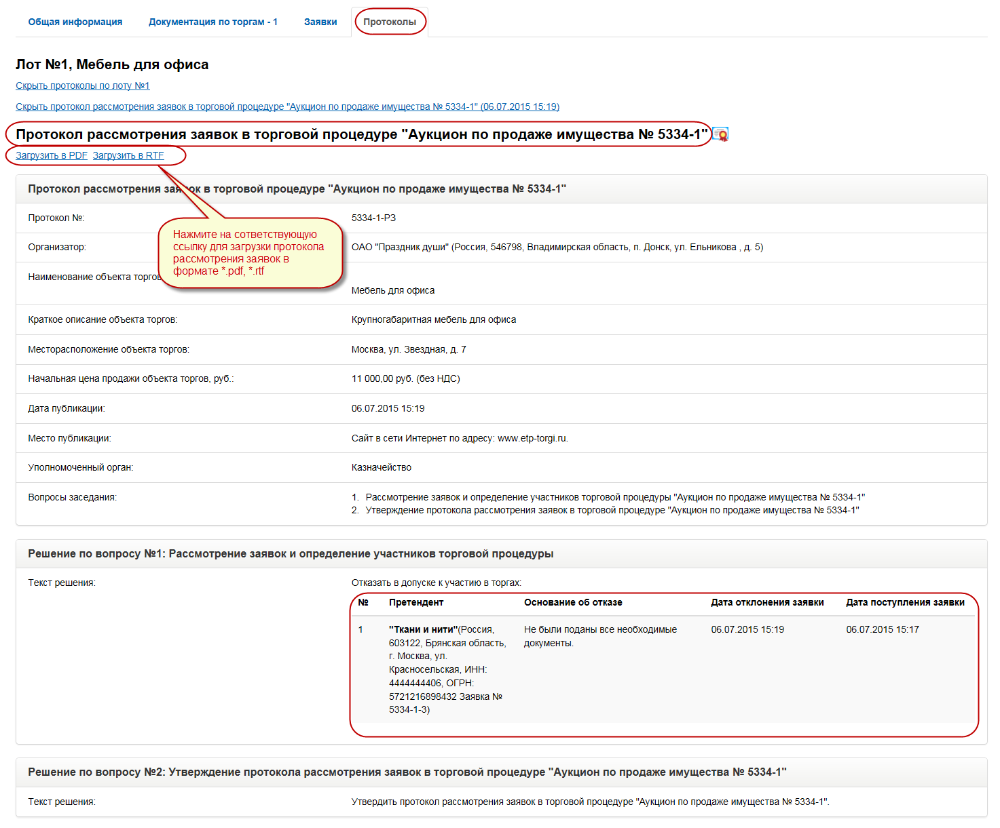 Общая информация Документация по торгам - 1 Заявки Протоколы
Лот №1, Мебель для офиса
Скрыть протоколы по лоту №1
Скрыть протокол рассмотрения заявок в торговой процедуре "Аукцион по продаже имущества № 5334-1" (06.07.2015 15:19)
Протокол рассмотрения заявок в торговой процедуре "Аукцион по продаже имущества № 5334-1"
Загрузить в PDF Загрузить в RTF
Протокол рассмотрения заявок в торговой процедуре "Аукцион по продаже имущества № 5334-1"
Протокол №: 5334-1-РЗ
Нажмите на сответствующую
ссылку для загрузки протокола
рассмотрения заявок в
формате *.pdf, *.rtf
Организатор: ОАО "Праздник души" (Россия, 546798, Владимирская область, п. Донск, ул. Ельникова , д. 5)
Наименование объекта торгов
Мебель для офиса
Краткое описание объекта торгов: Крупногабаритная мебель для офиса
Месторасположение объекта торгов: Москва, ул. Звездная, д. 7
Начальная цена продажи объекта торгов, руб.: 11 000,00 руб. (без НДС)
Дата публикации: 06.07.2015 15:19
Место публикации: Сайт в сети Интернет по адресу: www.etp-torgi.ru.
Уполномоченный орган: Казначейство
Вопросы заседания: 1. Рассмотрение заявок и определение участников торговой процедуры "Аукцион по продаже имущества № 5334-1"
2. Утверждение протокола рассмотрения заявок в торговой процедуре "Аукцион по продаже имущества № 5334-1"
Решение по вопросу №1: Рассмотрение заявок и определение участников торговой процедуры
Текст решения: Отказать в допуске к участию в торгах:
№ Претендент Основание об отказе Дата отклонения заявки Дата поступления заявки
1 "Ткани и нити"(Россия, Не были поданы все необходимые 06.07.2015 15:19 06.07.2015 15:17
603122, Брянская область, документы.
г. Москва, ул.
Красносельская, ИНН:
4444444406, ОГРН:
5721216898432 Заявка №
5334-1-3)
Решение по вопросу №2: Утверждение протокола рассмотрения заявок в торговой процедуре "Аукцион по продаже имущества № 5334-1"
Текст решения: Утвердить протокол рассмотрения заявок в торговой процедуре "Аукцион по продаже имущества № 5334-1".